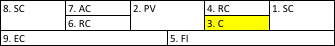 8. SC 7. AC 2. PV 4. RC 1. SC
6. RC 3. C
9. EC 5. FI